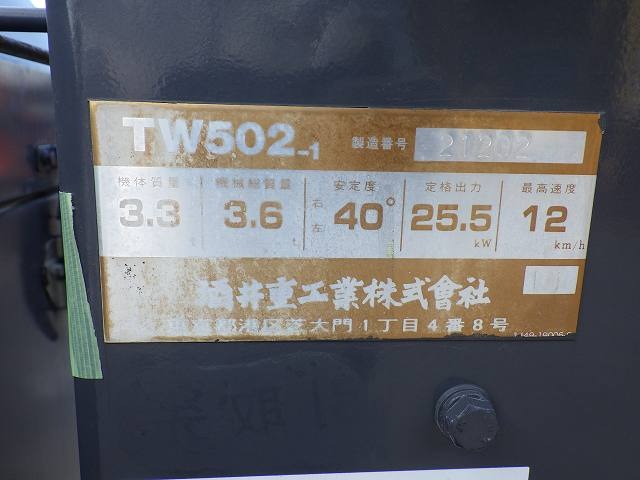 TW502-1 製造番号 21202
機体質量 機械総質量 安定度 定格出力 最高速度
3.3 3.6 t 右左 40° 25.5 kW 12 km/h
酒井重工業株式會社
東京都港区芝大門1丁目4番8号